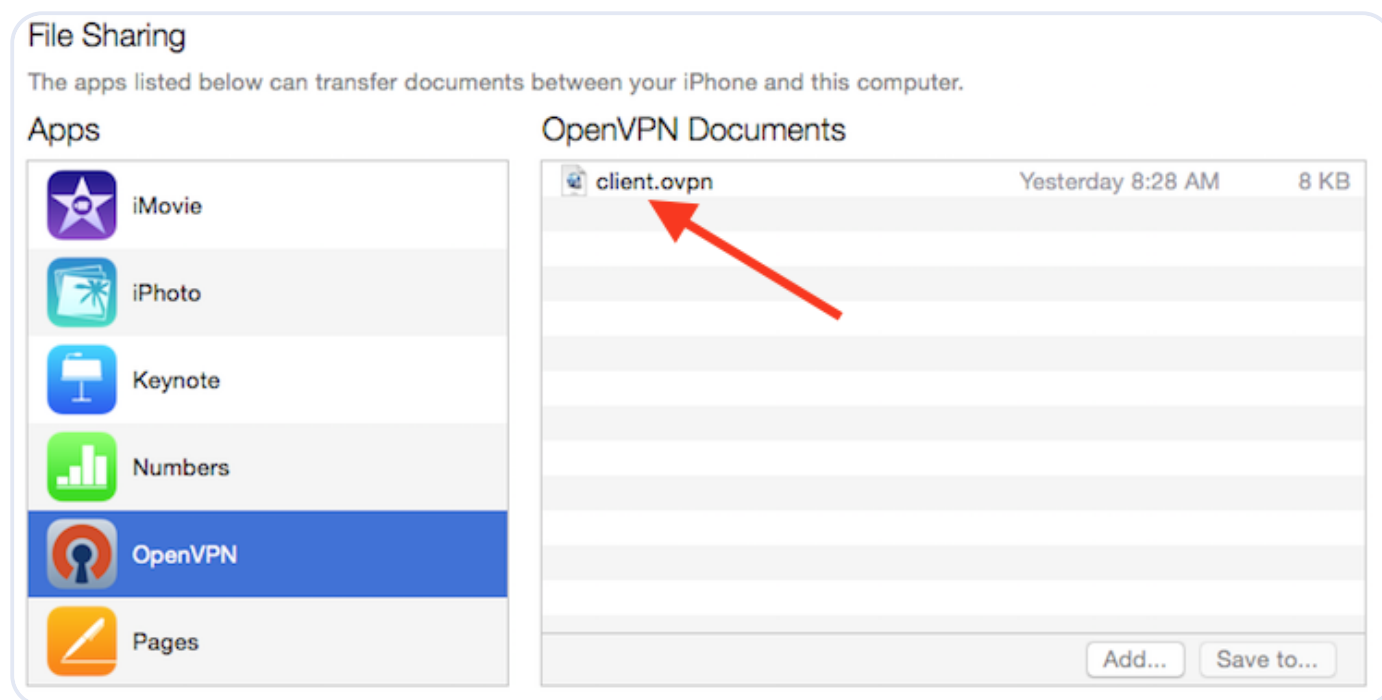 File Sharing
The apps listed below can transfer documents between your iPhone and this computer.
Apps
OpenVPN Documents
iMovie
iPhoto
Keynote
Numbers
OpenVPN
Pages
client.ovpn Yesterday 8:28 AM 8 KB
Add... Save to...